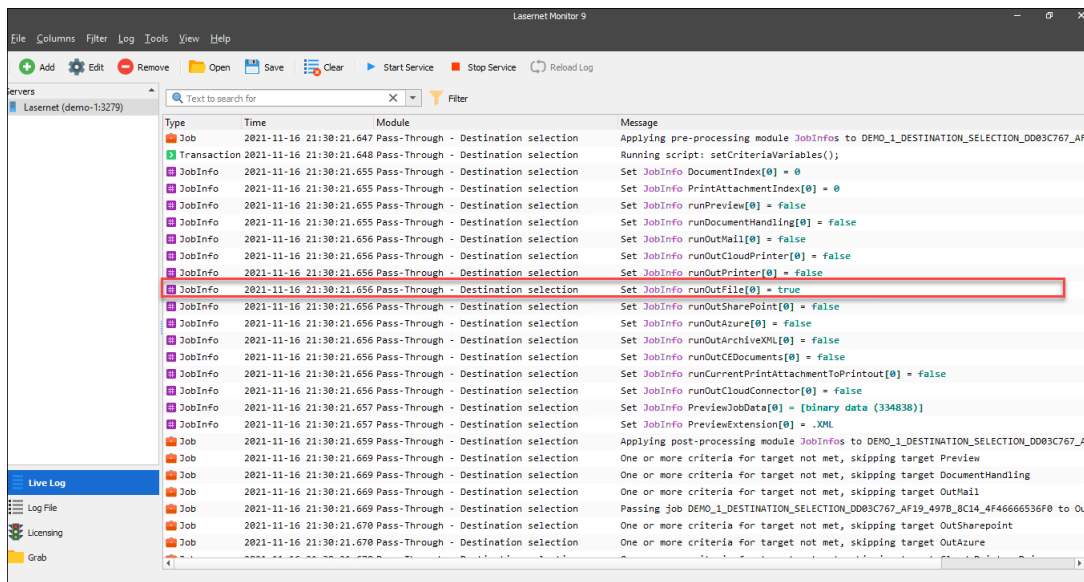 Lasernet Monitor 9
File Columns Filter Log Tools View Help
Add Edit Remove Open Save Clear Start Service Stop Service Reload Log
Servers
Lasernet (demo-1:3279)
Text to search for Filter
Type Time Module Message
Job 2021-11-16 21:30:21.647 Pass-Through - Destination selection Applying pre-processing module JobInfos to DEMO_1_DESTINATION_SELECTION_DD03C767_AF
Transaction 2021-11-16 21:30:21.648 Pass-Through - Destination selection Running script: setCriteriaVariables();
JobInfo 2021-11-16 21:30:21.655 Pass-Through - Destination selection Set JobInfo DocumentIndex[0] = 0
JobInfo 2021-11-16 21:30:21.655 Pass-Through - Destination selection Set JobInfo PrintAttachmentIndex[0] = 0
JobInfo 2021-11-16 21:30:21.655 Pass-Through - Destination selection Set JobInfo runPreview[0] = false
JobInfo 2021-11-16 21:30:21.655 Pass-Through - Destination selection Set JobInfo runDocumentHandling[0] = false
JobInfo 2021-11-16 21:30:21.656 Pass-Through - Destination selection Set JobInfo runOutMail[0] = false
JobInfo 2021-11-16 21:30:21.656 Pass-Through - Destination selection Set JobInfo runOutCloudPrinter[0] = false
JobInfo 2021-11-16 21:30:21.656 Pass-Through - Destination selection Set JobInfo runOutPrinter[0] = false
JobInfo 2021-11-16 21:30:21.656 Pass-Through - Destination selection Set JobInfo runOutFile[0] = true
JobInfo 2021-11-16 21:30:21.656 Pass-Through - Destination selection Set JobInfo runOutSharePoint[0] = false
JobInfo 2021-11-16 21:30:21.656 Pass-Through - Destination selection Set JobInfo runOutAzure[0] = false
JobInfo 2021-11-16 21:30:21.656 Pass-Through - Destination selection Set JobInfo runOutArchiveXML[0] = false
JobInfo 2021-11-16 21:30:21.656 Pass-Through - Destination selection Set JobInfo runOutCEDocuments[0] = false
JobInfo 2021-11-16 21:30:21.656 Pass-Through - Destination selection Set JobInfo runCurrentPrintAttachmentToPrintout[0] = false
JobInfo 2021-11-16 21:30:21.656 Pass-Through - Destination selection Set JobInfo runOutCloudConnector[0] = false
JobInfo 2021-11-16 21:30:21.657 Pass-Through - Destination selection Set JobInfo PreviewJobData[0] = [binary data (334838)]
JobInfo 2021-11-16 21:30:21.657 Pass-Through - Destination selection Set JobInfo PreviewExtension[0] = .XML
Job 2021-11-16 21:30:21.659 Pass-Through - Destination selection Applying post-processing module JobInfos to DEMO_1_DESTINATION_SELECTION_DD03C767_A
Job 2021-11-16 21:30:21.669 Pass-Through - Destination selection One or more criteria for target not met, skipping target Preview
Job 2021-11-16 21:30:21.669 Pass-Through - Destination selection One or more criteria for target not met, skipping target DocumentHandling
Job 2021-11-16 21:30:21.669 Pass-Through - Destination selection One or more criteria for target not met, skipping target OutMail
Job 2021-11-16 21:30:21.669 Pass-Through - Destination selection Passing job DEMO_1_DESTINATION_SELECTION_DD03C767_AF19_497B_8C14_4F46666536F0 to Ou
Job 2021-11-16 21:30:21.670 Pass-Through - Destination selection One or more criteria for target not met, skipping target OutSharepoint
Job 2021-11-16 21:30:21.670 Pass-Through - Destination selection One or more criteria for target not met, skipping target OutAzure
Live Log
Log File
Licensing
Grab